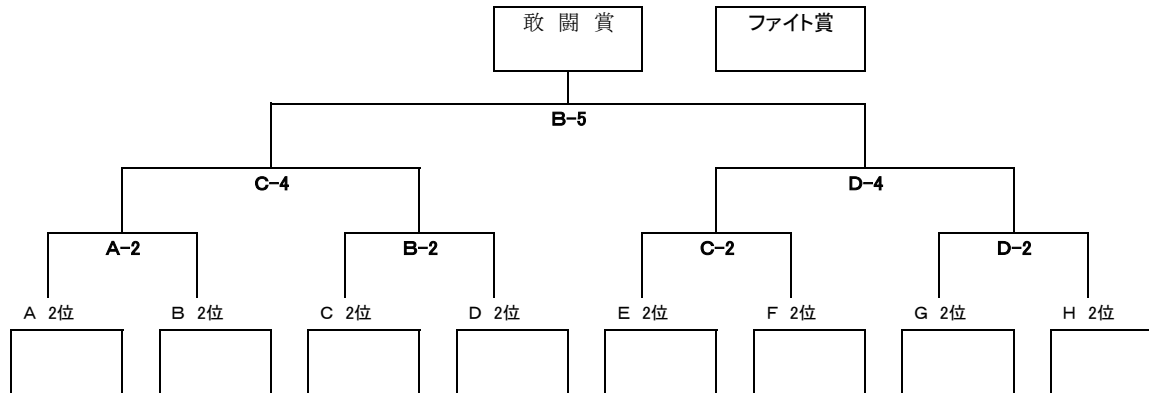 敢 闘 賞 ファイト賞
B-5
C-4 D-4
A-2 B-2 C-2 D-2
A 2位 B 2位 C 2位 D 2位 E 2位 F 2位 G 2位 H 2位